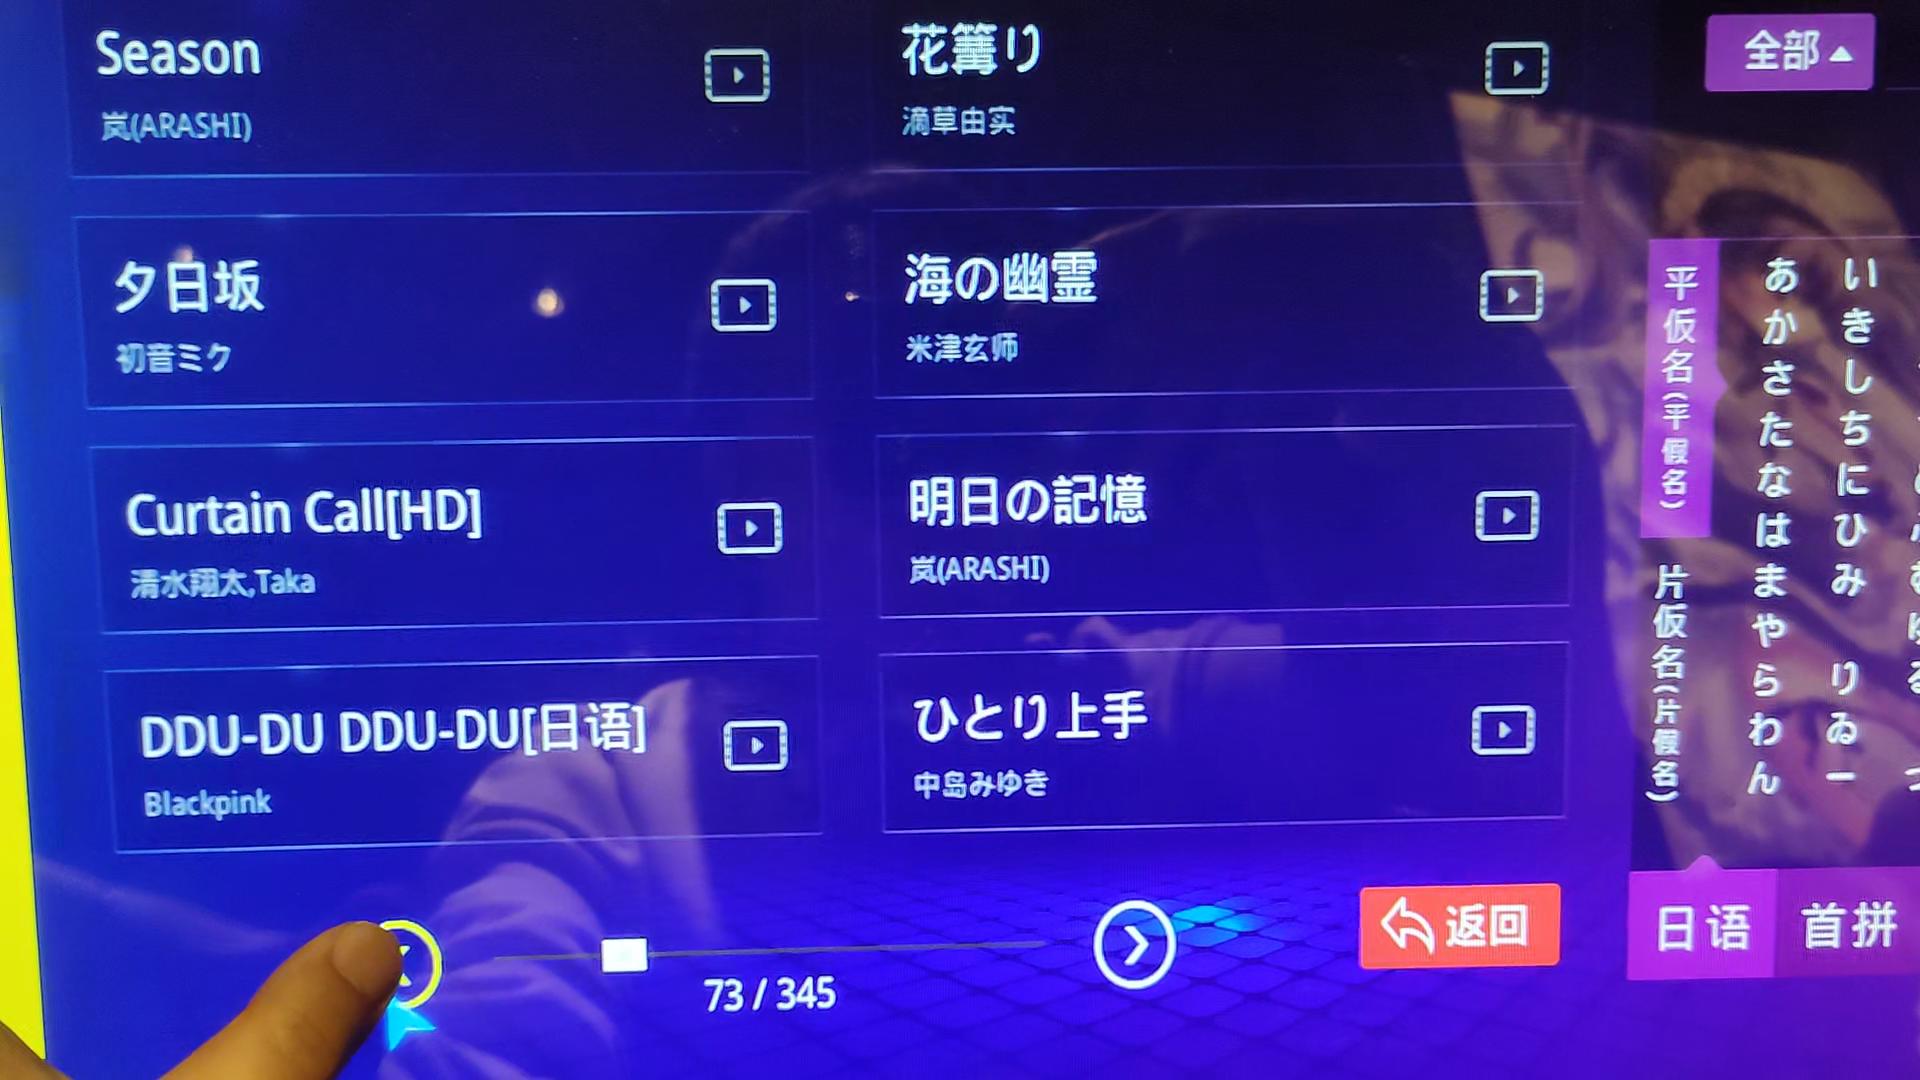 Season
岚(ARASHI)
花篝り
滴草由实
夕日坂
初音ミク
海の幽霊
米津玄师
Curtain Call[HD]
清水翔太,Taka
明日の記憶
岚(ARASHI)
DDU-DU DDU-DU[日语]
Blackpink
ひとり上手
中岛みゆき
73 / 345
返回
全部
平仮名(平假名)
片仮名(片假名)
あかさたなはまやらわん
いきしちにひみ りゐー
日语
首拼